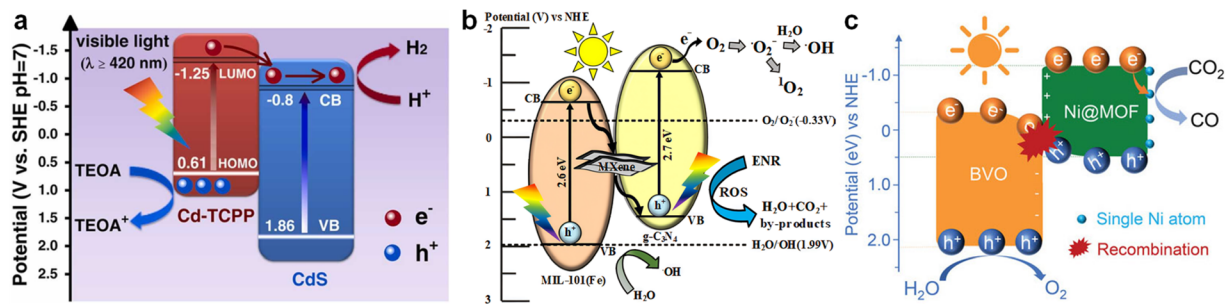 a
Potential (V vs. SHE pH=7)
-1.5
-1.0
-0.5
0.0
0.5
1.0
1.5
2.0
2.5
visible light
(λ ≥ 420 nm)
-1.25 LUMO
0.61 HOMO
Cd-TCPP
TEOA
TEOA⁺
-0.8 CB
1.86 VB
CdS
H₂
H⁺
e⁻
h⁺
b
Potential (V) vs NHE
-2
-1
0
1
2
3
CB
e⁻
2.6 eV
h⁺
VB
MIL-101(Fe)
MXene
e⁻
CB
2.7 eV
h⁺
VB
g-C₃N₄
e⁻ O₂ ·O₂⁻ H₂O ·OH
¹O₂
O₂/·O₂⁻(-0.33V)
ENR
ROS
H₂O+CO₂+
by-products
H₂O/·OH(1.99V)
·OH
H₂O
c
Potential (eV) vs NHE
-1.0
0.0
1.0
2.0
e⁻ e⁻ e⁻
BVO
h⁺ h⁺ h⁺
H₂O O₂
e⁻ e⁻ e⁻
Ni@MOF
h⁺ h⁺ h⁺
CO₂
CO
Single Ni atom
Recombination